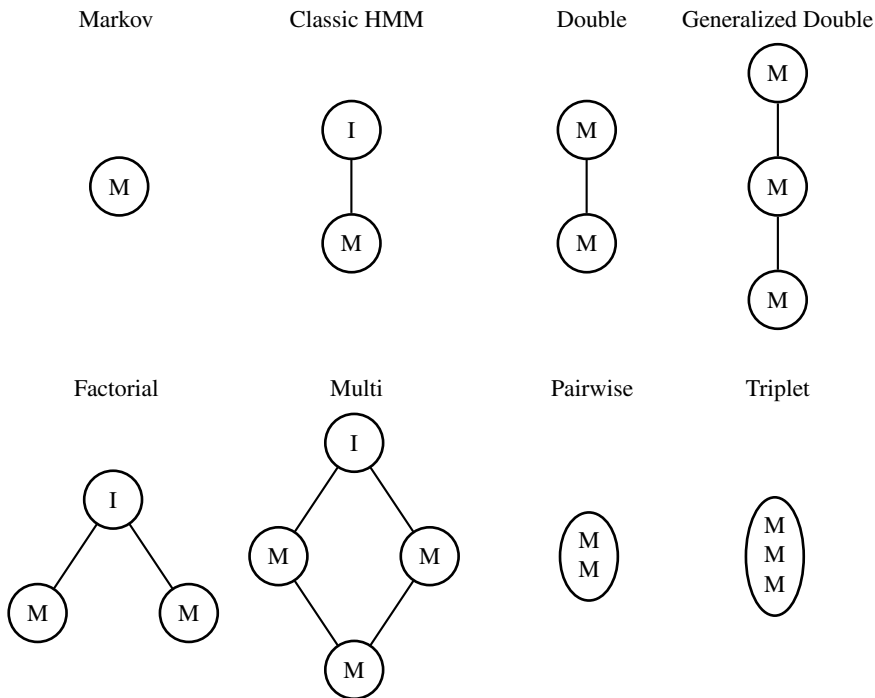 Markov
Classic HMM
Double
Generalized Double
M
I
M
M
M
M
M
M
Factorial
Multi
Pairwise
Triplet
I
M
M
I
M
M
M
M
M
M
M
M